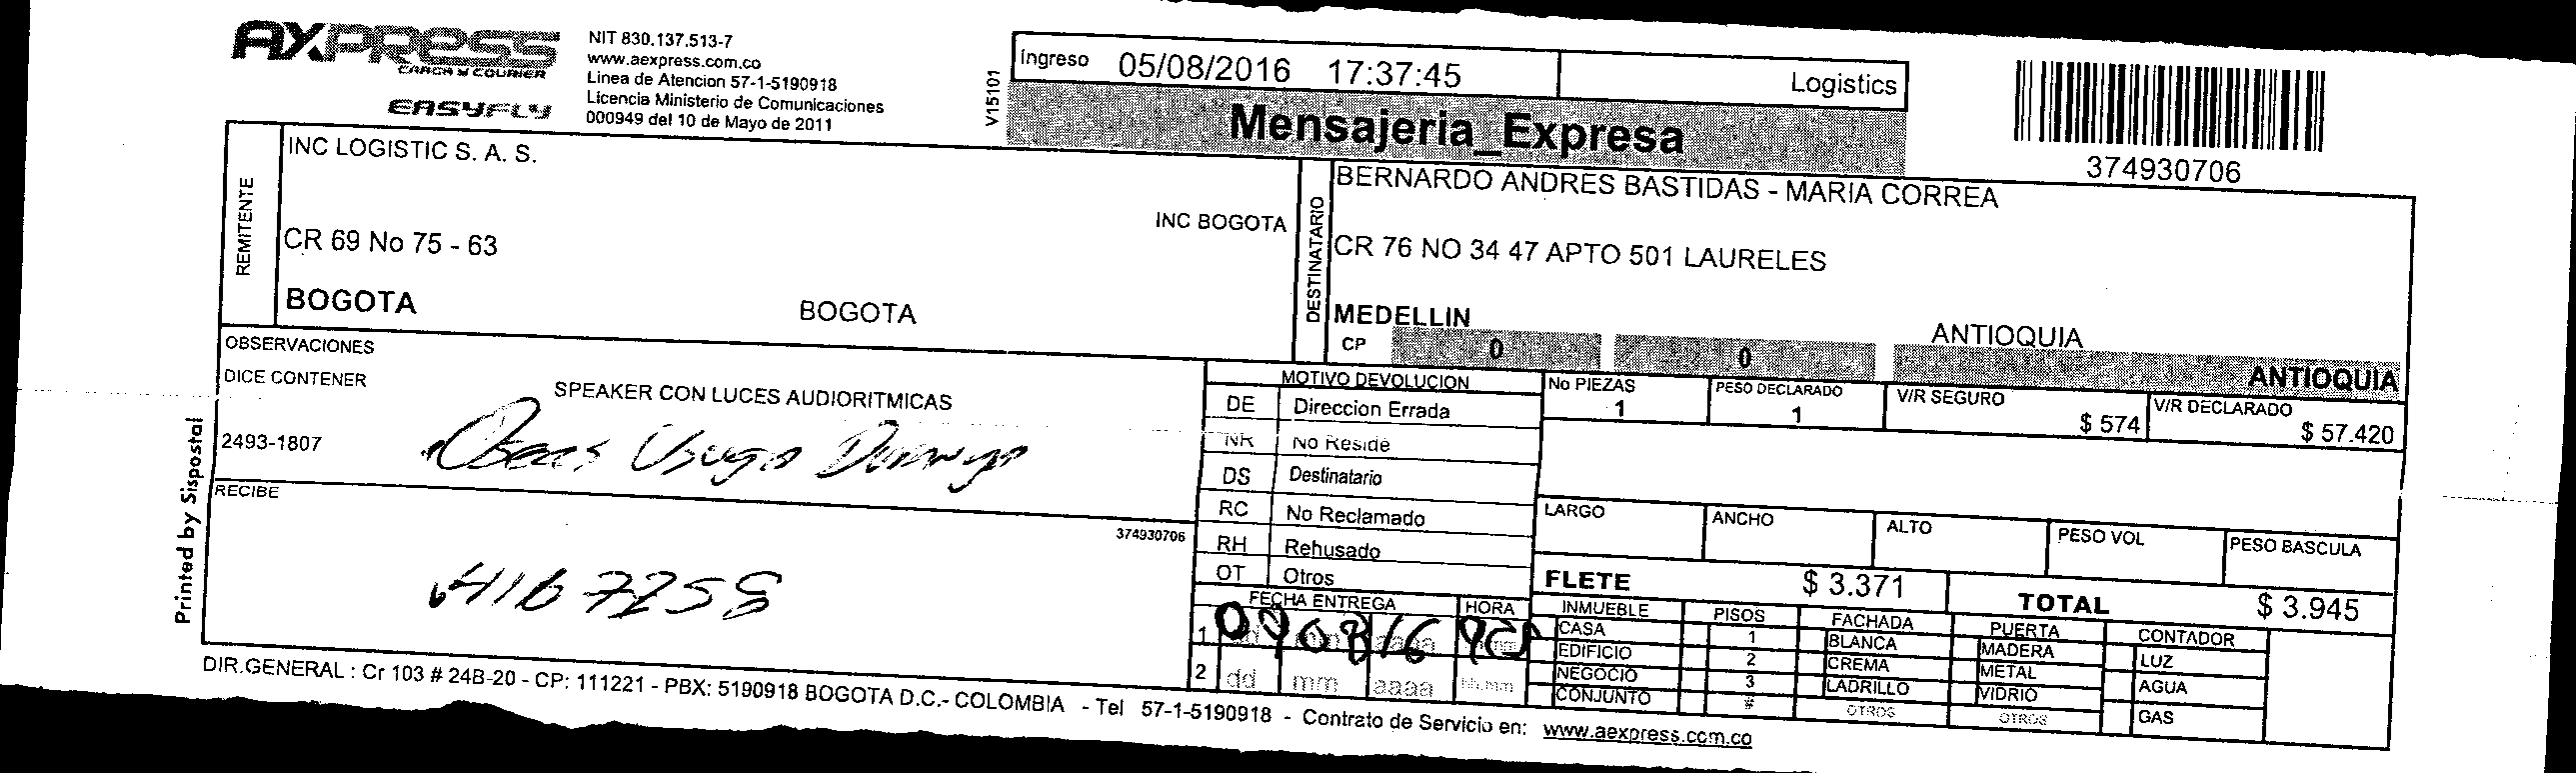 AXPRESS
CARGA Y COURIER
EASYFLY
NIT 830.137.513-7
www.aexpress.com.co
Linea de Atencion 57-1-5190918
Licencia Ministerio de Comunicaciones
000949 del 10 de Mayo de 2011
V15101
Ingreso 05/08/2016 17:37:45
Logistics
Mensajeria_Expresa
374930706
REMITENTE
INC LOGISTIC S. A. S.
INC BOGOTA
CR 69 No 75 - 63
BOGOTA BOGOTA
DESTINATARIO
BERNARDO ANDRES BASTIDAS - MARIA CORREA
CR 76 NO 34 47 APTO 501 LAURELES
MEDELLIN ANTIOQUIA
CP 0 0 ANTIOQUIA
OBSERVACIONES
DICE CONTENER SPEAKER CON LUCES AUDIORITMICAS
2493-1807
RECIBE
374930706
Printed by Sispostal
MOTIVO DEVOLUCION
DE Direccion Errada
NR No Reside
DS Destinatario
RC No Reclamado
RH Rehusado
OT Otros
FECHA ENTREGA HORA
1 09 08 16
2 dd mm aaaa hh:mm
No PIEZAS 1
PESO DECLARADO 1
V/R SEGURO $ 574
V/R DECLARADO $ 57.420
LARGO ANCHO ALTO PESO VOL PESO BASCULA
FLETE $ 3.371 TOTAL $ 3.945
INMUEBLE PISOS FACHADA PUERTA CONTADOR
CASA 1 BLANCA MADERA LUZ
EDIFICIO 2 CREMA METAL AGUA
NEGOCIO 3 LADRILLO VIDRIO GAS
CONJUNTO # OTROS OTROS
DIR.GENERAL : Cr 103 # 24B-20 - CP: 111221 - PBX: 5190918 BOGOTA D.C.- COLOMBIA - Tel 57-1-5190918 - Contrato de Servicio en: www.aexpress.com.co